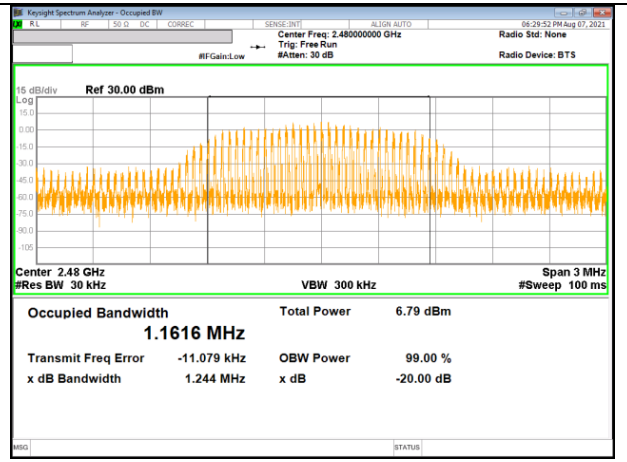 Keysight Spectrum Analyzer - Occupied BW
RL RF 50 Ω DC CORREC SENSE:INT ALIGN AUTO 06:29:52 PM Aug 07, 2021
Center Freq: 2.480000000 GHz Radio Std: None
Trig: Free Run
#IFGain:Low #Atten: 30 dB Radio Device: BTS
15 dB/div Ref 30.00 dBm
Log
15.0
0.00
-15.0
-30.0
-45.0
-60.0
-75.0
-90.0
-105
Center 2.48 GHz Span 3 MHz
#Res BW 30 kHz VBW 300 kHz #Sweep 100 ms
Occupied Bandwidth Total Power 6.79 dBm
1.1616 MHz
Transmit Freq Error -11.079 kHz OBW Power 99.00 %
x dB Bandwidth 1.244 MHz x dB -20.00 dB
MSG STATUS